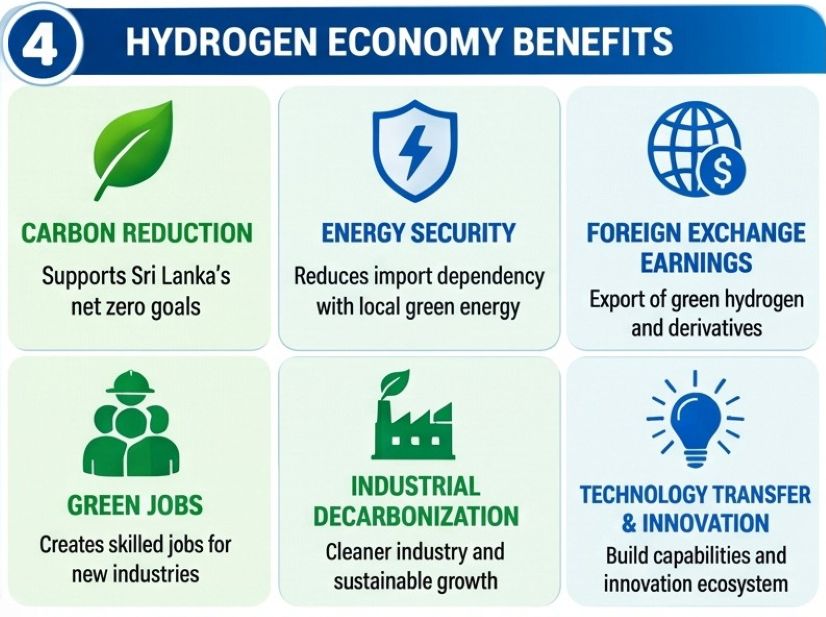 4
HYDROGEN ECONOMY BENEFITS
CARBON REDUCTION
Supports Sri Lanka's
net zero goals
ENERGY SECURITY
Reduces import dependency
with local green energy
$
FOREIGN EXCHANGE
EARNINGS
Export of green hydrogen
and derivatives
GREEN JOBS
Creates skilled jobs for
new industries
INDUSTRIAL
DECARBONIZATION
Cleaner industry and
sustainable growth
TECHNOLOGY TRANSFER
& INNOVATION
Build capabilities and
innovation ecosystem